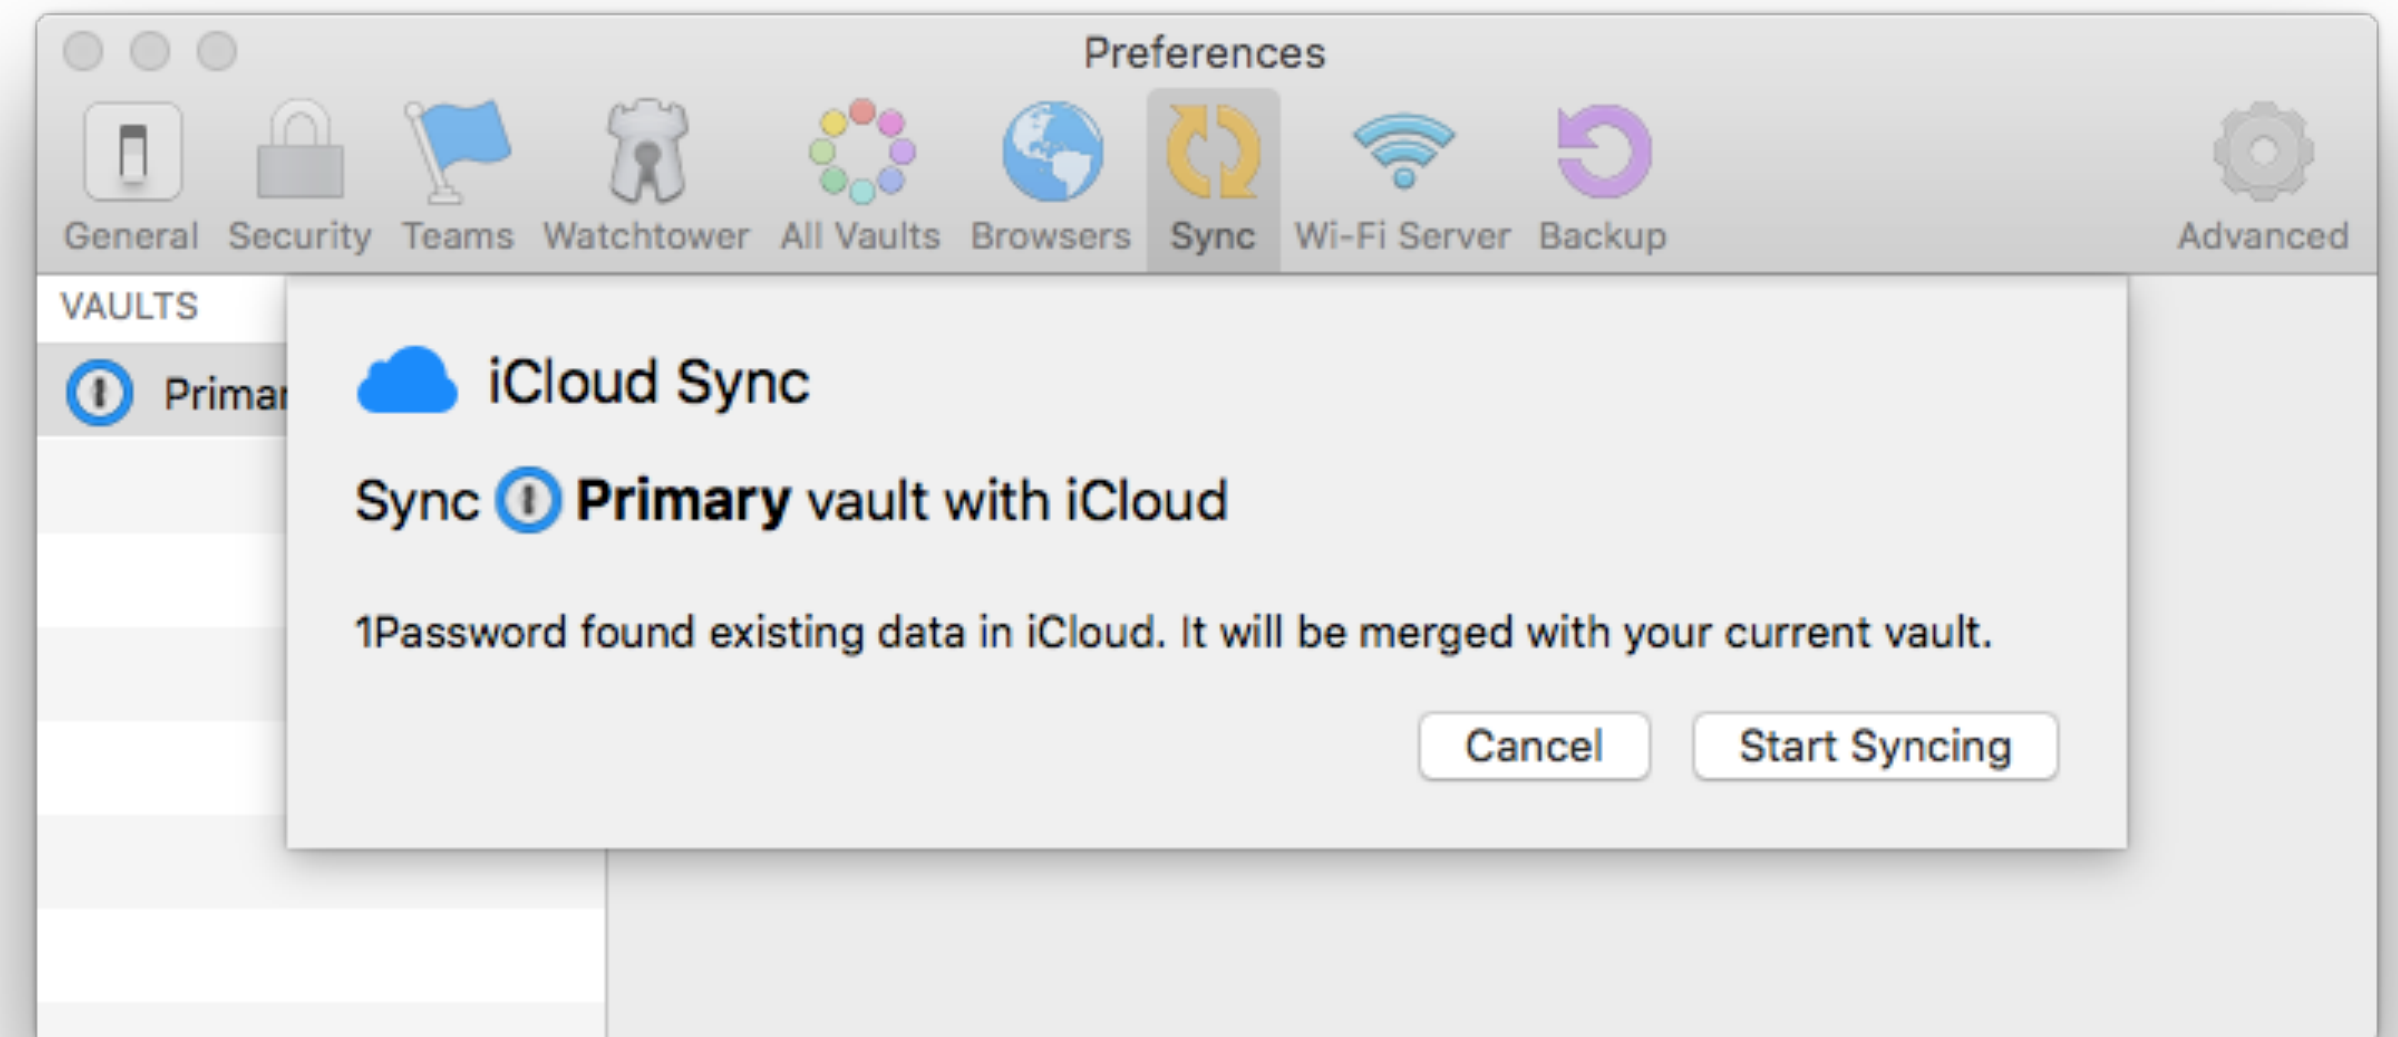 Preferences
General Security Teams Watchtower All Vaults Browsers Sync Wi-Fi Server Backup Advanced
VAULTS
Primar
iCloud Sync
Sync Primary vault with iCloud
1Password found existing data in iCloud. It will be merged with your current vault.
Cancel Start Syncing